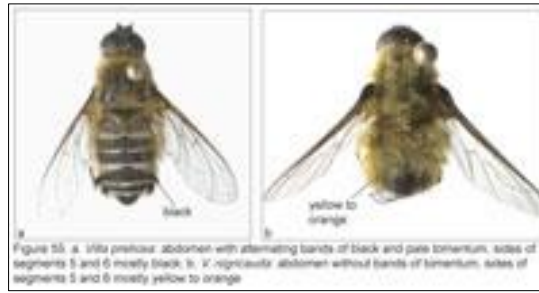 black
a
yellow to
orange
b
Figure 55 a. Villa abdomen with alternating bands of black and pale tomentum, sides of
segments 5 and 6 mostly black; b. V. nigricauda: abdomen without bands of tomentum, sides of
segments 5 and 6 mostly yellow to orange